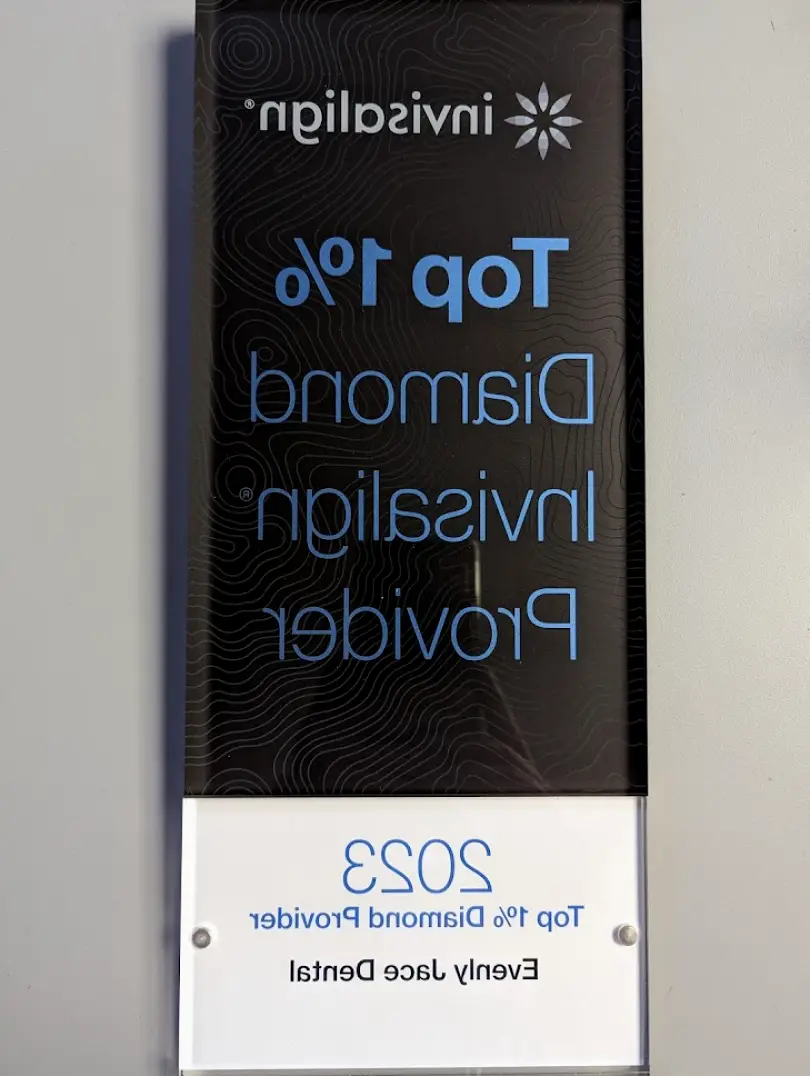 invisalign®
Top 1%
Diamond
Invisalign®
Provider
2023
Top 1% Diamond Provider
Evenly Jace Dental